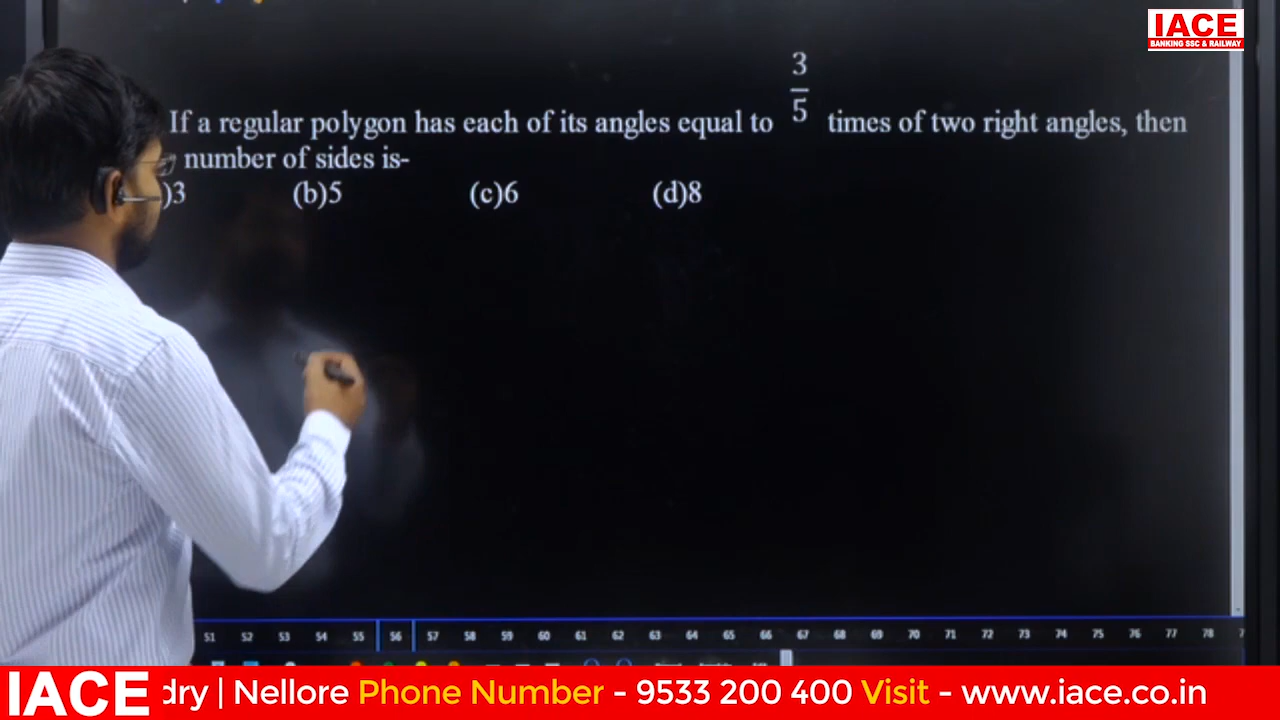 IACE
BANKING SSC & RAILWAY
If a regular polygon has each of its angles equal to 3/5 times of two right angles, then
number of sides is-
)3 (b)5 (c)6 (d)8
51 52 53 54 55 56 57 58 59 60 61 62 63 64 65 66 67 68 69 70 71 72 73 74 75 76 77 78 7
IACE dry | Nellore Phone Number - 9533 200 400 Visit - www.iace.co.in